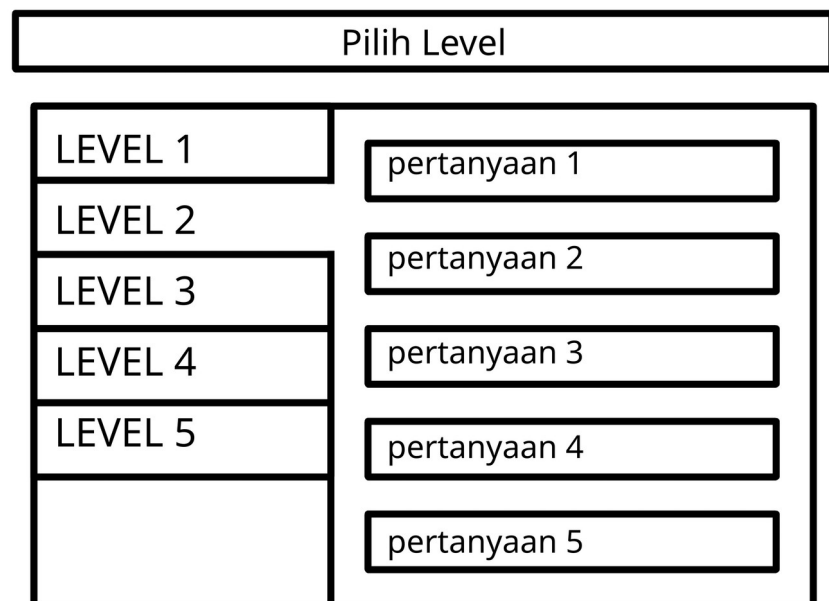 Pilih Level
LEVEL 1
LEVEL 2
LEVEL 3
LEVEL 4
LEVEL 5
pertanyaan 1
pertanyaan 2
pertanyaan 3
pertanyaan 4
pertanyaan 5